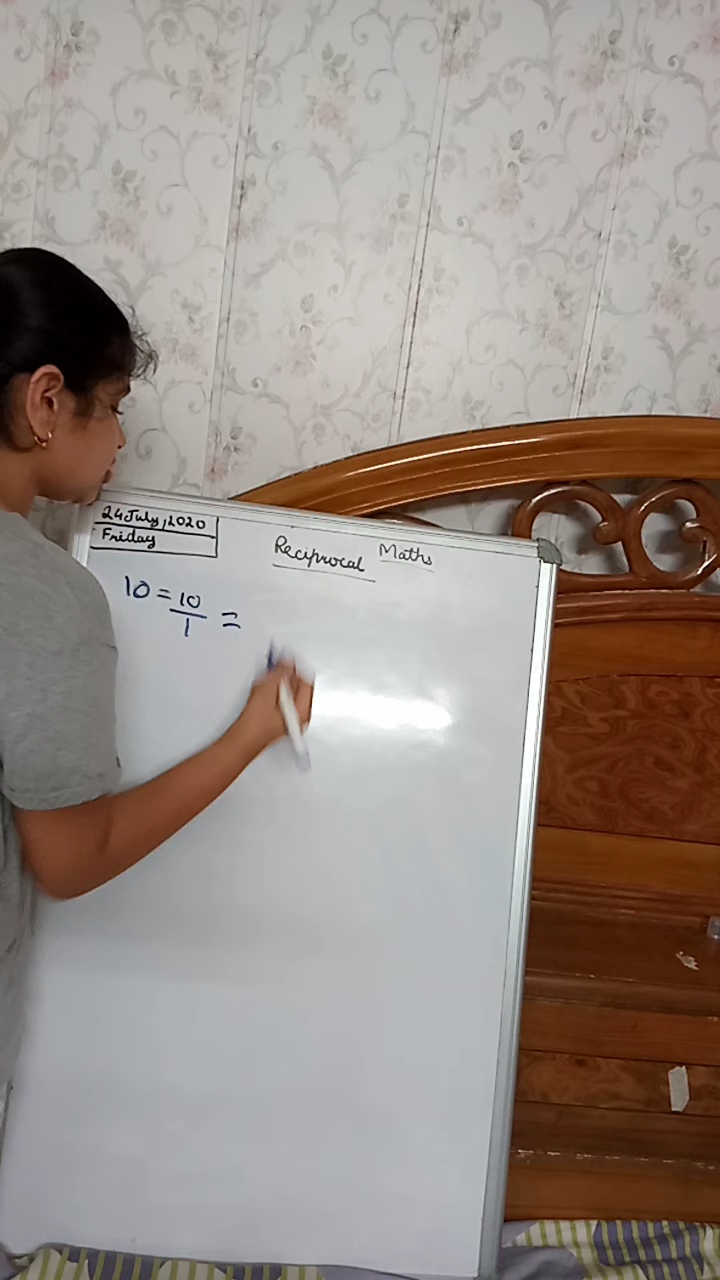 24 July, 2020
Friday
Reciprocal Maths
10 = 10/1 =